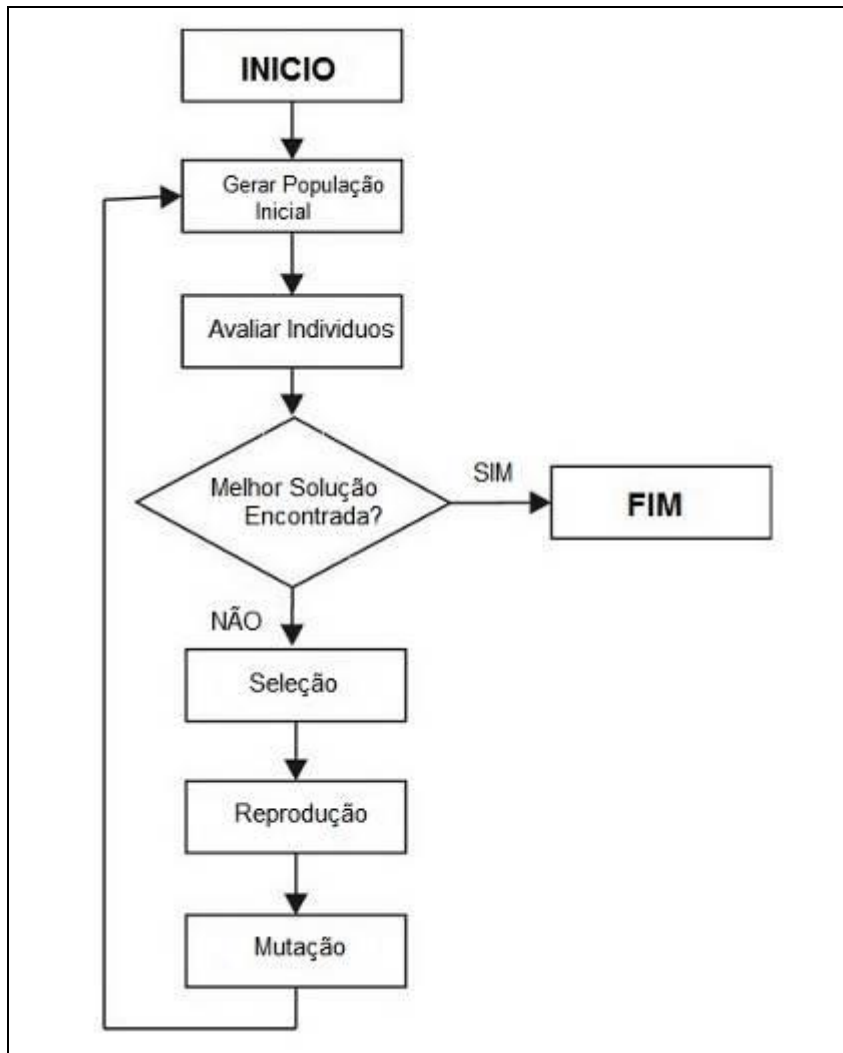 INICIO
Gerar População
Inicial
Avaliar Individuos
Melhor Solução
Encontrada?
SIM
FIM
NÃO
Seleção
Reprodução
Mutação